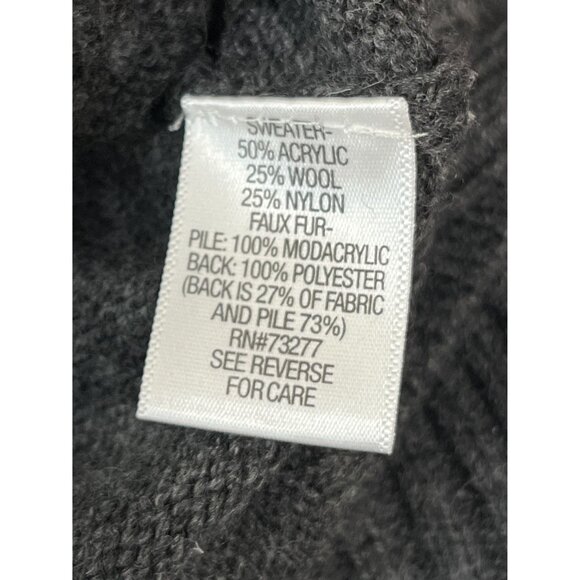 SWEATER-
50% ACRYLIC
25% WOOL
25% NYLON
FAUX FUR-
PILE: 100% MODACRYLIC
BACK: 100% POLYESTER
(BACK IS 27% OF FABRIC
AND PILE 73%)
RN#73277
SEE REVERSE
FOR CARE